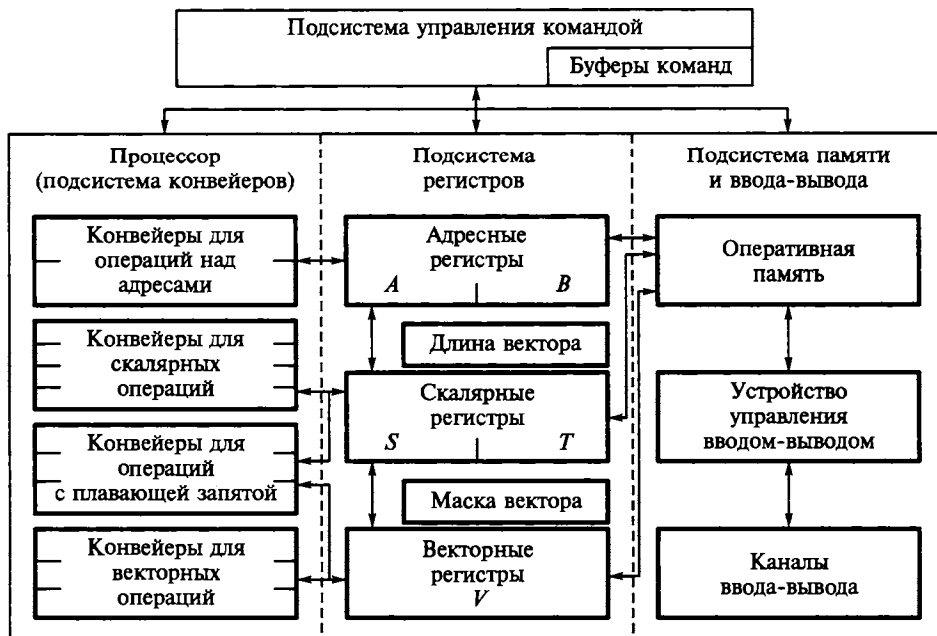 Подсистема управления командой
Буферы команд
Процессор
(подсистема конвейеров)
Конвейеры для
операций над
адресами
Конвейеры для
скалярных
операций
Конвейеры для
операций
с плавающей запятой
Конвейеры для
векторных
операций
Подсистема
регистров
Адресные
регистры
A B
Длина вектора
Скалярные
регистры
S T
Маска вектора
Векторные
регистры
V
Подсистема памяти
и ввода-вывода
Оперативная
память
Устройство
управления
вводом-выводом
Каналы
ввода-вывода